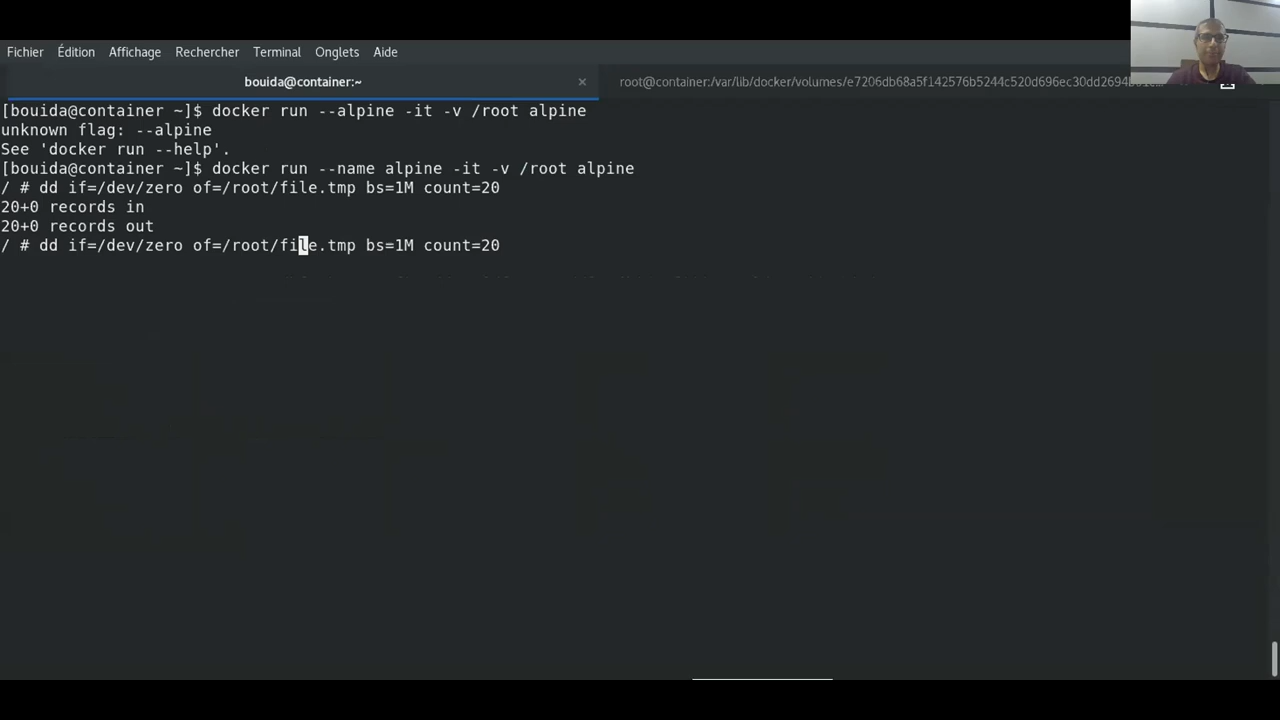 Fichier Édition Affichage Rechercher Terminal Onglets Aide
bouida@container:~ × root@container:/var/lib/docker/volumes/e7206db68a5f142576b5244c520d696ec30dd2694
[bouida@container ~]$ docker run --alpine -it -v /root alpine
unknown flag: --alpine
See 'docker run --help'.
[bouida@container ~]$ docker run --name alpine -it -v /root alpine
/ # dd if=/dev/zero of=/root/file.tmp bs=1M count=20
20+0 records in
20+0 records out
/ # dd if=/dev/zero of=/root/file.tmp bs=1M count=20